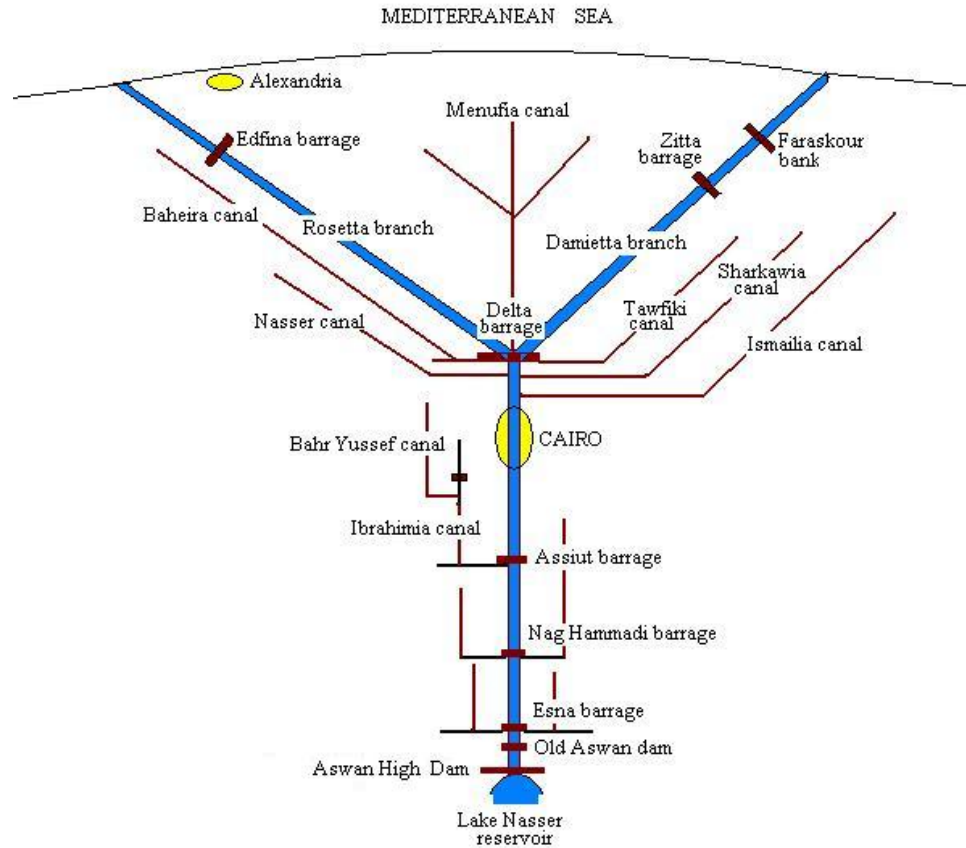 MEDITERRANEAN SEA
Alexandria
Menufia canal
Edfina barrage
Zitta
barrage
Faraskour
bank
Baheira canal
Rosetta branch
Damietta branch
Sharkawia
canal
Nasser canal
Delta
barrage
Tawfiki
canal
Ismailia canal
Bahr Yussef canal
CAIRO
Ibrahimia canal
Assiut barrage
Nag Hammadi barrage
Esna barrage
Old Aswan dam
Aswan High Dam
Lake Nasser
reservoir